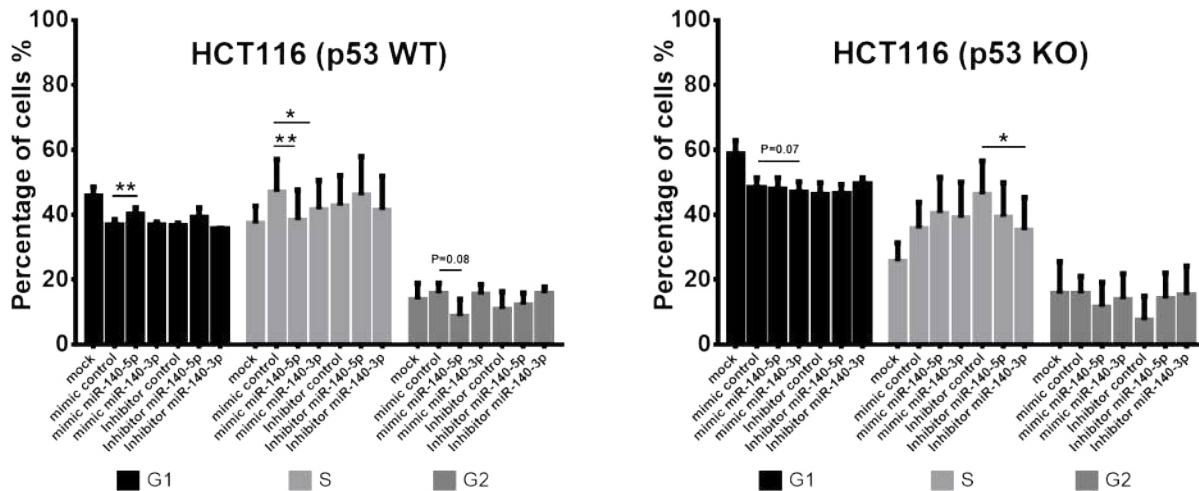 HCT116 (p53 WT)
Percentage of cells %
100
80
60
40
20
0
**
*
**
P=0.08
mock
mimic control
mimic miR-140-5p
mimic miR-140-3p
Inhibitor control
Inhibitor miR-140-5p
Inhibitor miR-140-3p
mock
mimic control
mimic miR-140-5p
mimic miR-140-3p
Inhibitor control
Inhibitor miR-140-5p
Inhibitor miR-140-3p
mock
mimic control
mimic miR-140-5p
mimic miR-140-3p
Inhibitor control
Inhibitor miR-140-5p
Inhibitor miR-140-3p
G1
S
G2
HCT116 (p53 KO)
Percentage of cells %
100
80
60
40
20
0
P=0.07
*
mock
mimic control
mimic miR-140-5p
mimic miR-140-3p
Inhibitor control
Inhibitor miR-140-5p
Inhibitor miR-140-3p
mock
mimic control
mimic miR-140-5p
mimic miR-140-3p
Inhibitor control
Inhibitor miR-140-5p
Inhibitor miR-140-3p
mock
mimic control
mimic miR-140-5p
mimic miR-140-3p
Inhibitor control
Inhibitor miR-140-5p
Inhibitor miR-140-3p
G1
S
G2